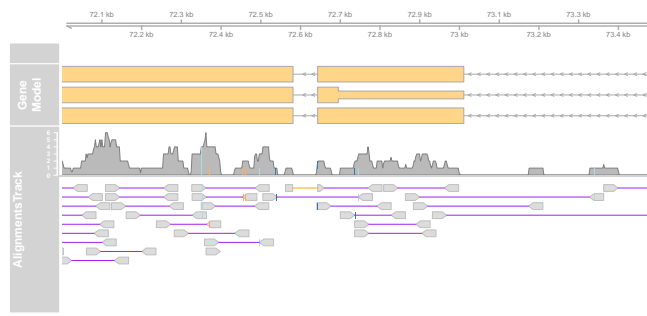 72.1 kb 72.3 kb 72.5 kb 72.7 kb 72.9 kb 73.1 kb 73.3 kb
72.2 kb 72.4 kb 72.6 kb 72.8 kb 73 kb 73.2 kb 73.4 kb
Gene
Model
AlignmentsTrack